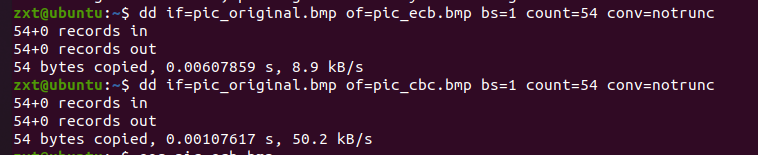 zxt@ubuntu:~$ dd if=pic_original.bmp of=pic_ecb.bmp bs=1 count=54 conv=notrunc
54+0 records in
54+0 records out
54 bytes copied, 0.00607859 s, 8.9 kB/s
zxt@ubuntu:~$ dd if=pic_original.bmp of=pic_cbc.bmp bs=1 count=54 conv=notrunc
54+0 records in
54+0 records out
54 bytes copied, 0.00107617 s, 50.2 kB/s